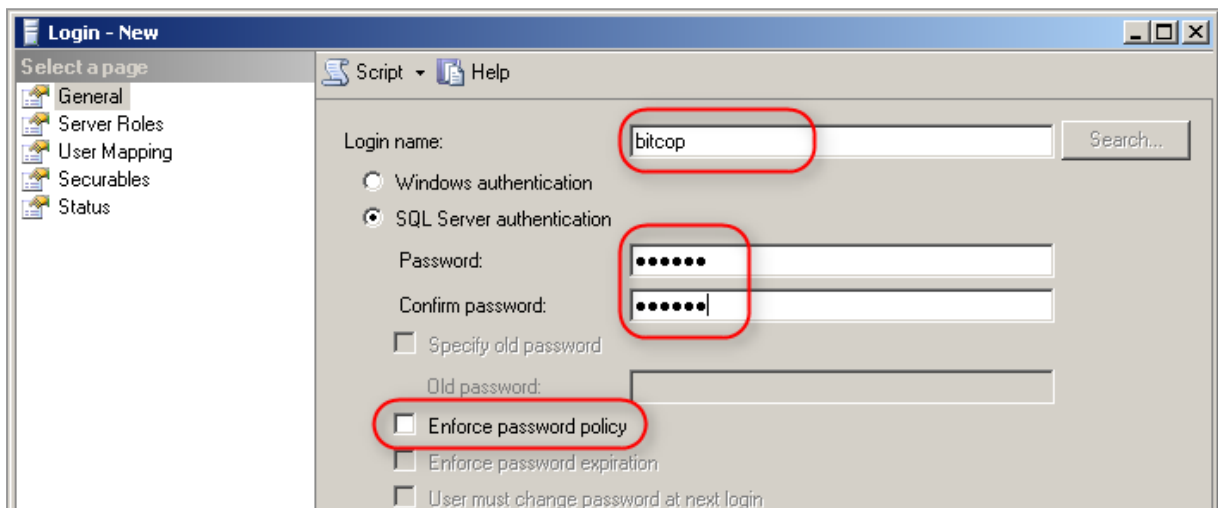 Login - New
Select a page
General
Server Roles
User Mapping
Securables
Status
Script Help
Login name: bitcop Search...
Windows authentication
SQL Server authentication
Password: ●●●●●●
Confirm password: ●●●●●●
Specify old password
Old password:
Enforce password policy
Enforce password expiration
User must change password at next login